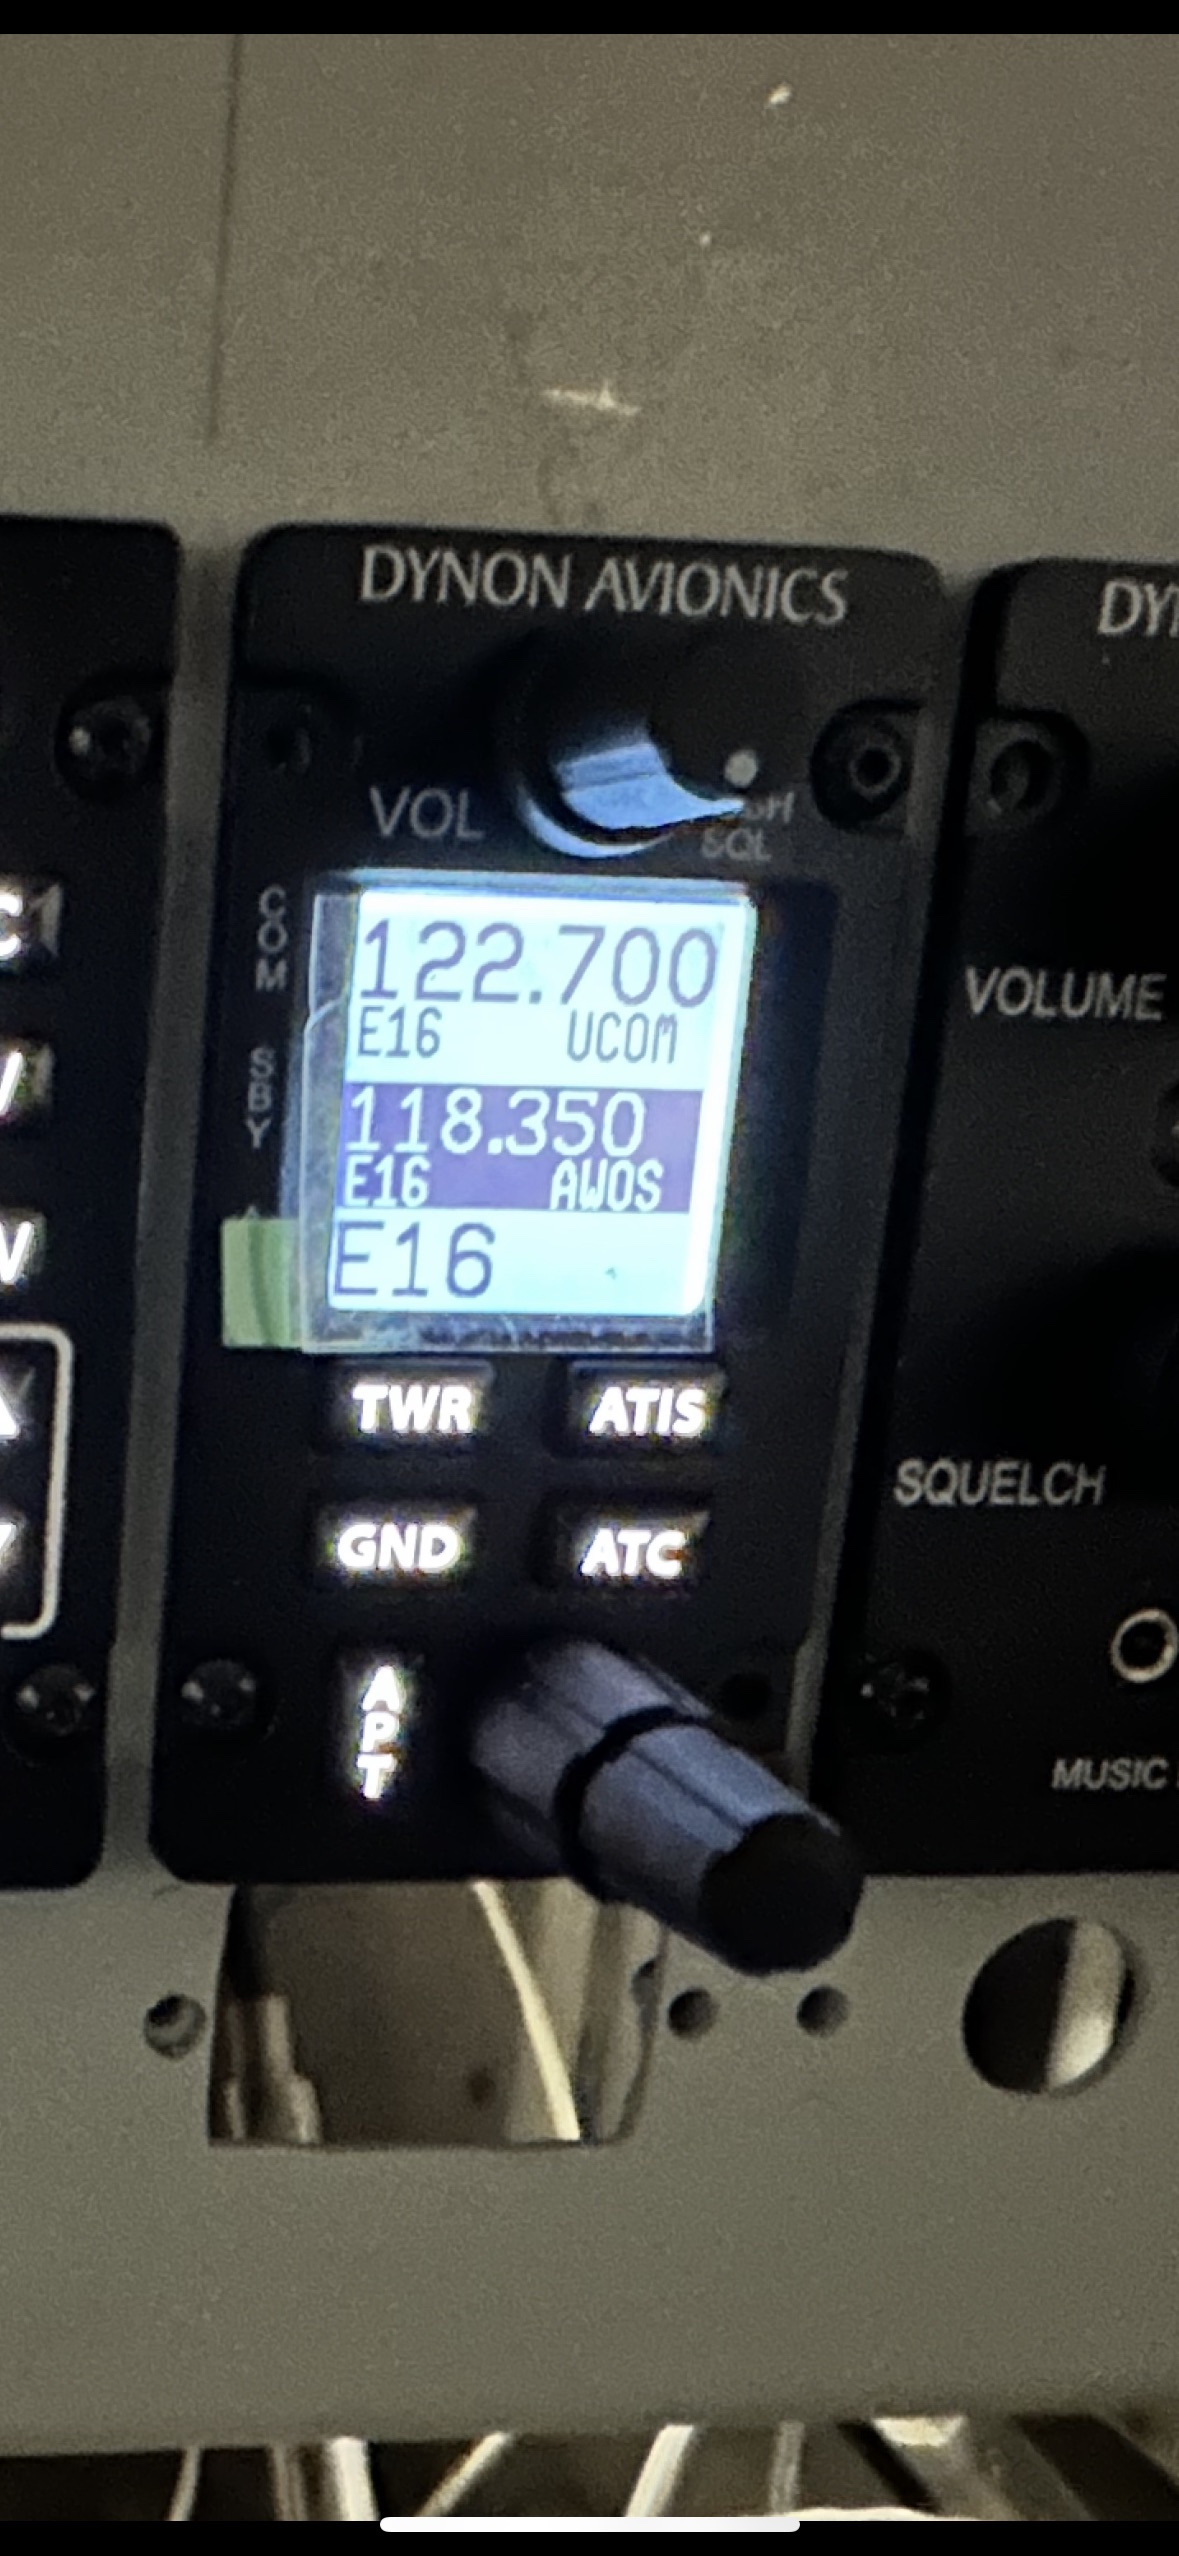 DYNON AVIONICS
VOL
SQL
COM
SBY
122.700
E16 UCOM
118.350
E16 AWOS
E16
TWR ATIS
GND ATC
APT
VOLUME
SQUELCH
MUSIC